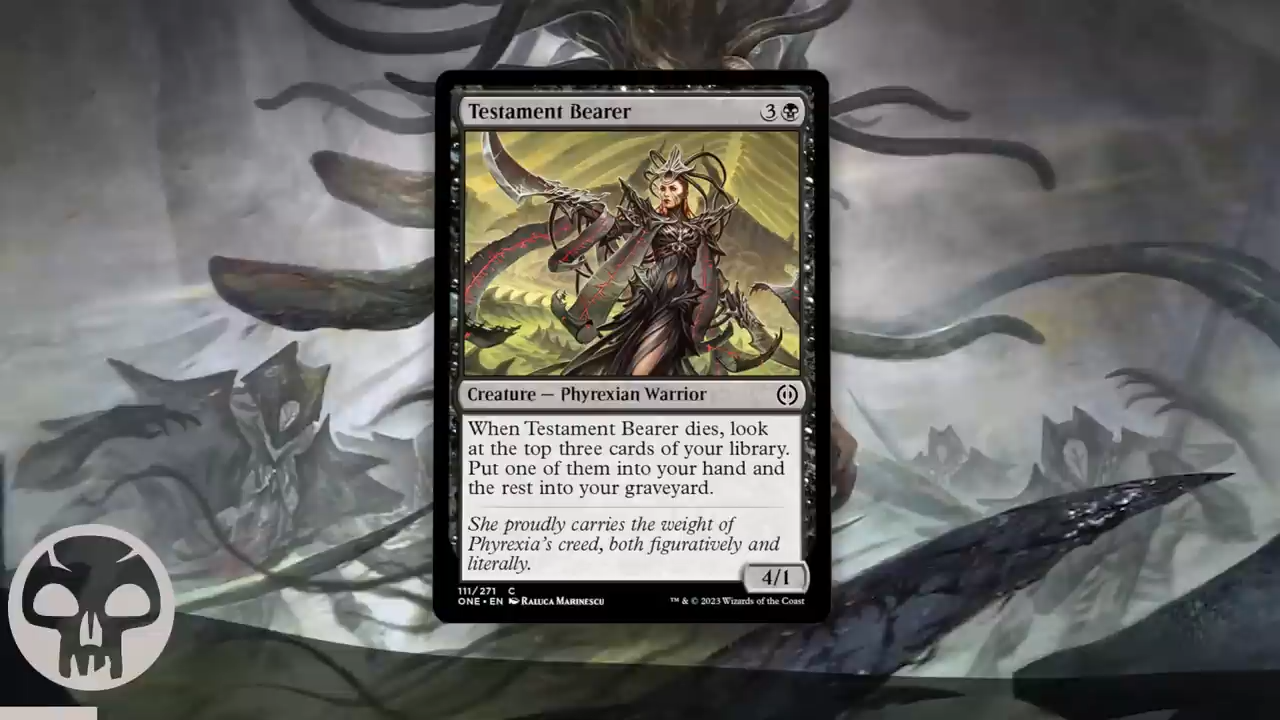 Testament Bearer 3
Creature — Phyrexian Warrior
When Testament Bearer dies, look
at the top three cards of your library.
Put one of them into your hand and
the rest into your graveyard.
She proudly carries the weight of
Phyrexia's creed, both figuratively and
literally.
4/1
111/271 C
ONE • EN Raluca Marinescu ™ & © 2023 Wizards of the Coast